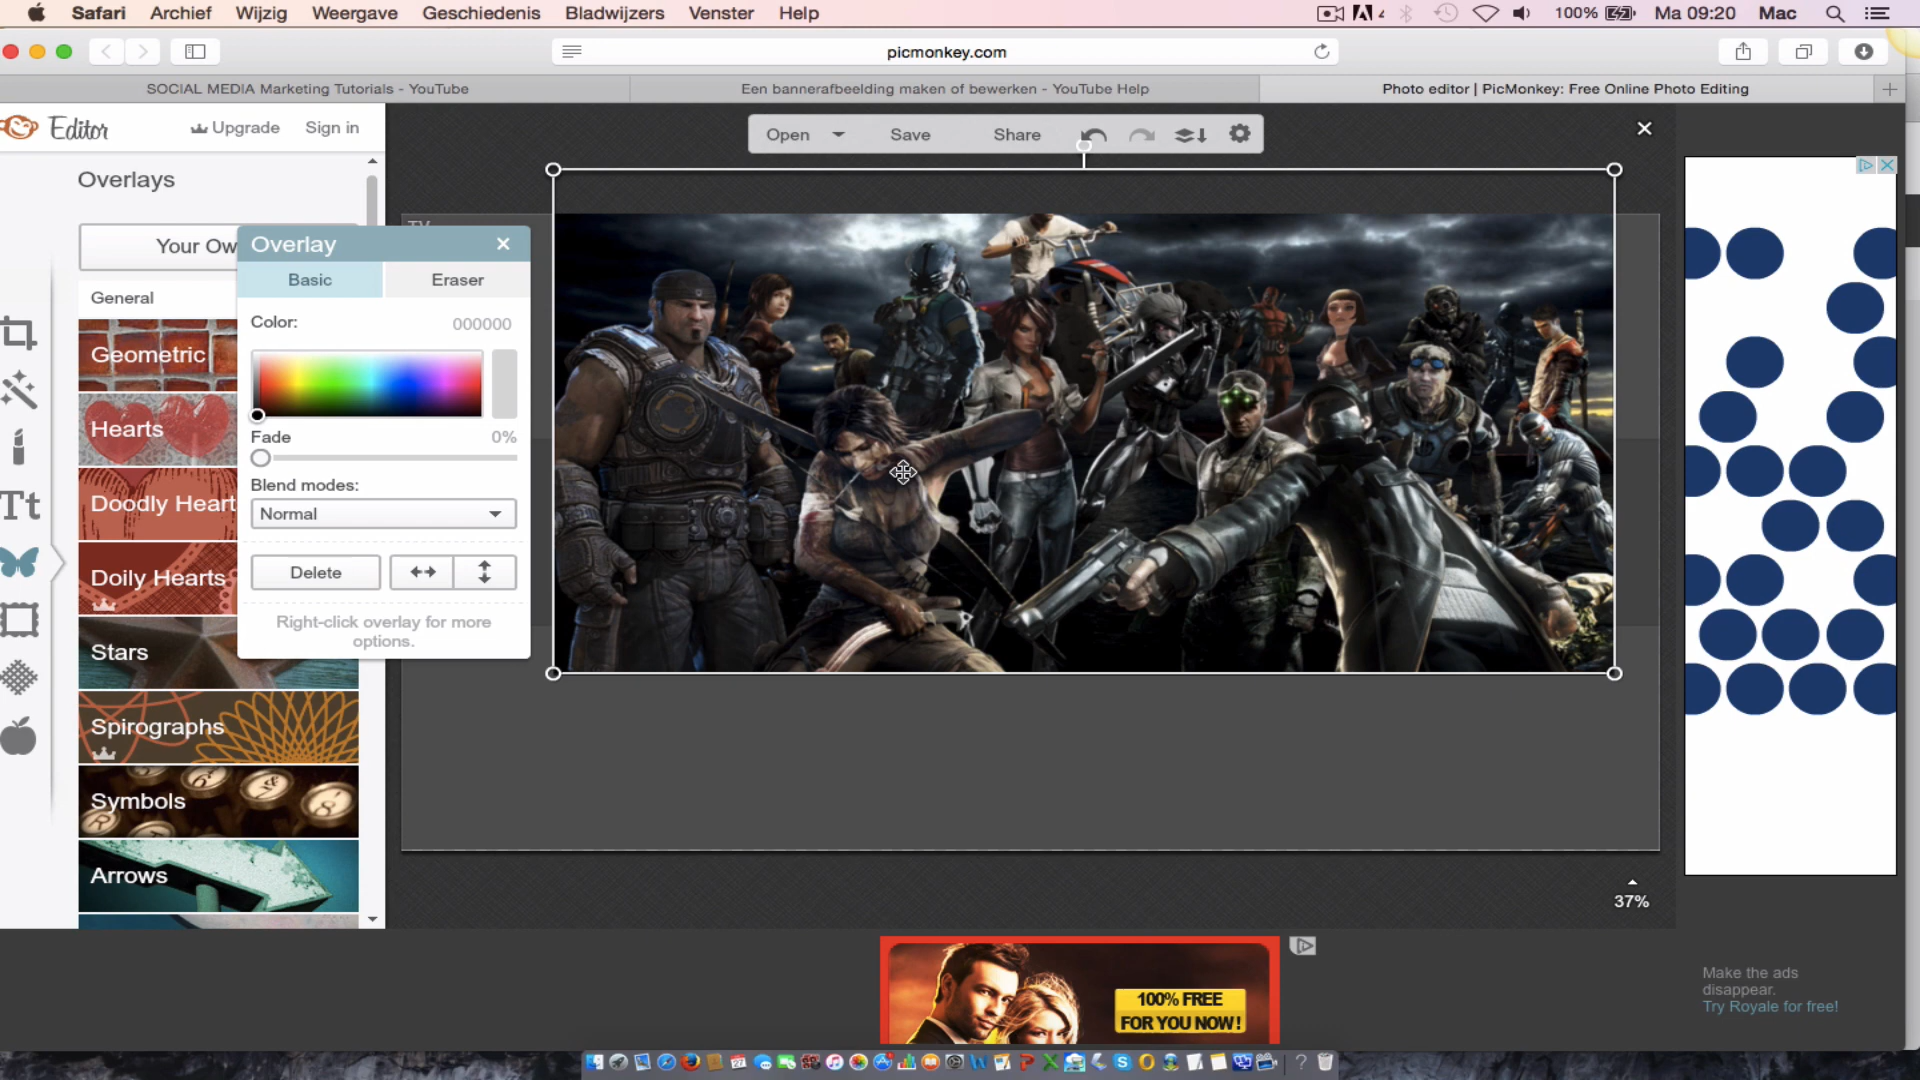 Safari Archief Wijzig Weergave Geschiedenis Bladwijzers Venster Help
4 100% Ma 09:20 Mac
picmonkey.com
SOCIAL MEDIA Marketing Tutorials - YouTube
Een bannerafbeelding maken of bewerken - YouTube Help
Photo editor | PicMonkey: Free Online Photo Editing
Editor Upgrade Sign in
Open Save Share
Overlays
Your Ow
General
Geometric
Hearts
Doodly Heart
Doily Hearts
Stars
Spirographs
Symbols
Arrows
Overlay
Basic Eraser
Color: 000000
Fade 0%
Blend modes:
Normal
Delete
Right-click overlay for more
options.
TV
Tt
37%
100% FREE
FOR YOU NOW!
Make the ads
disappear.
Try Royale for free!